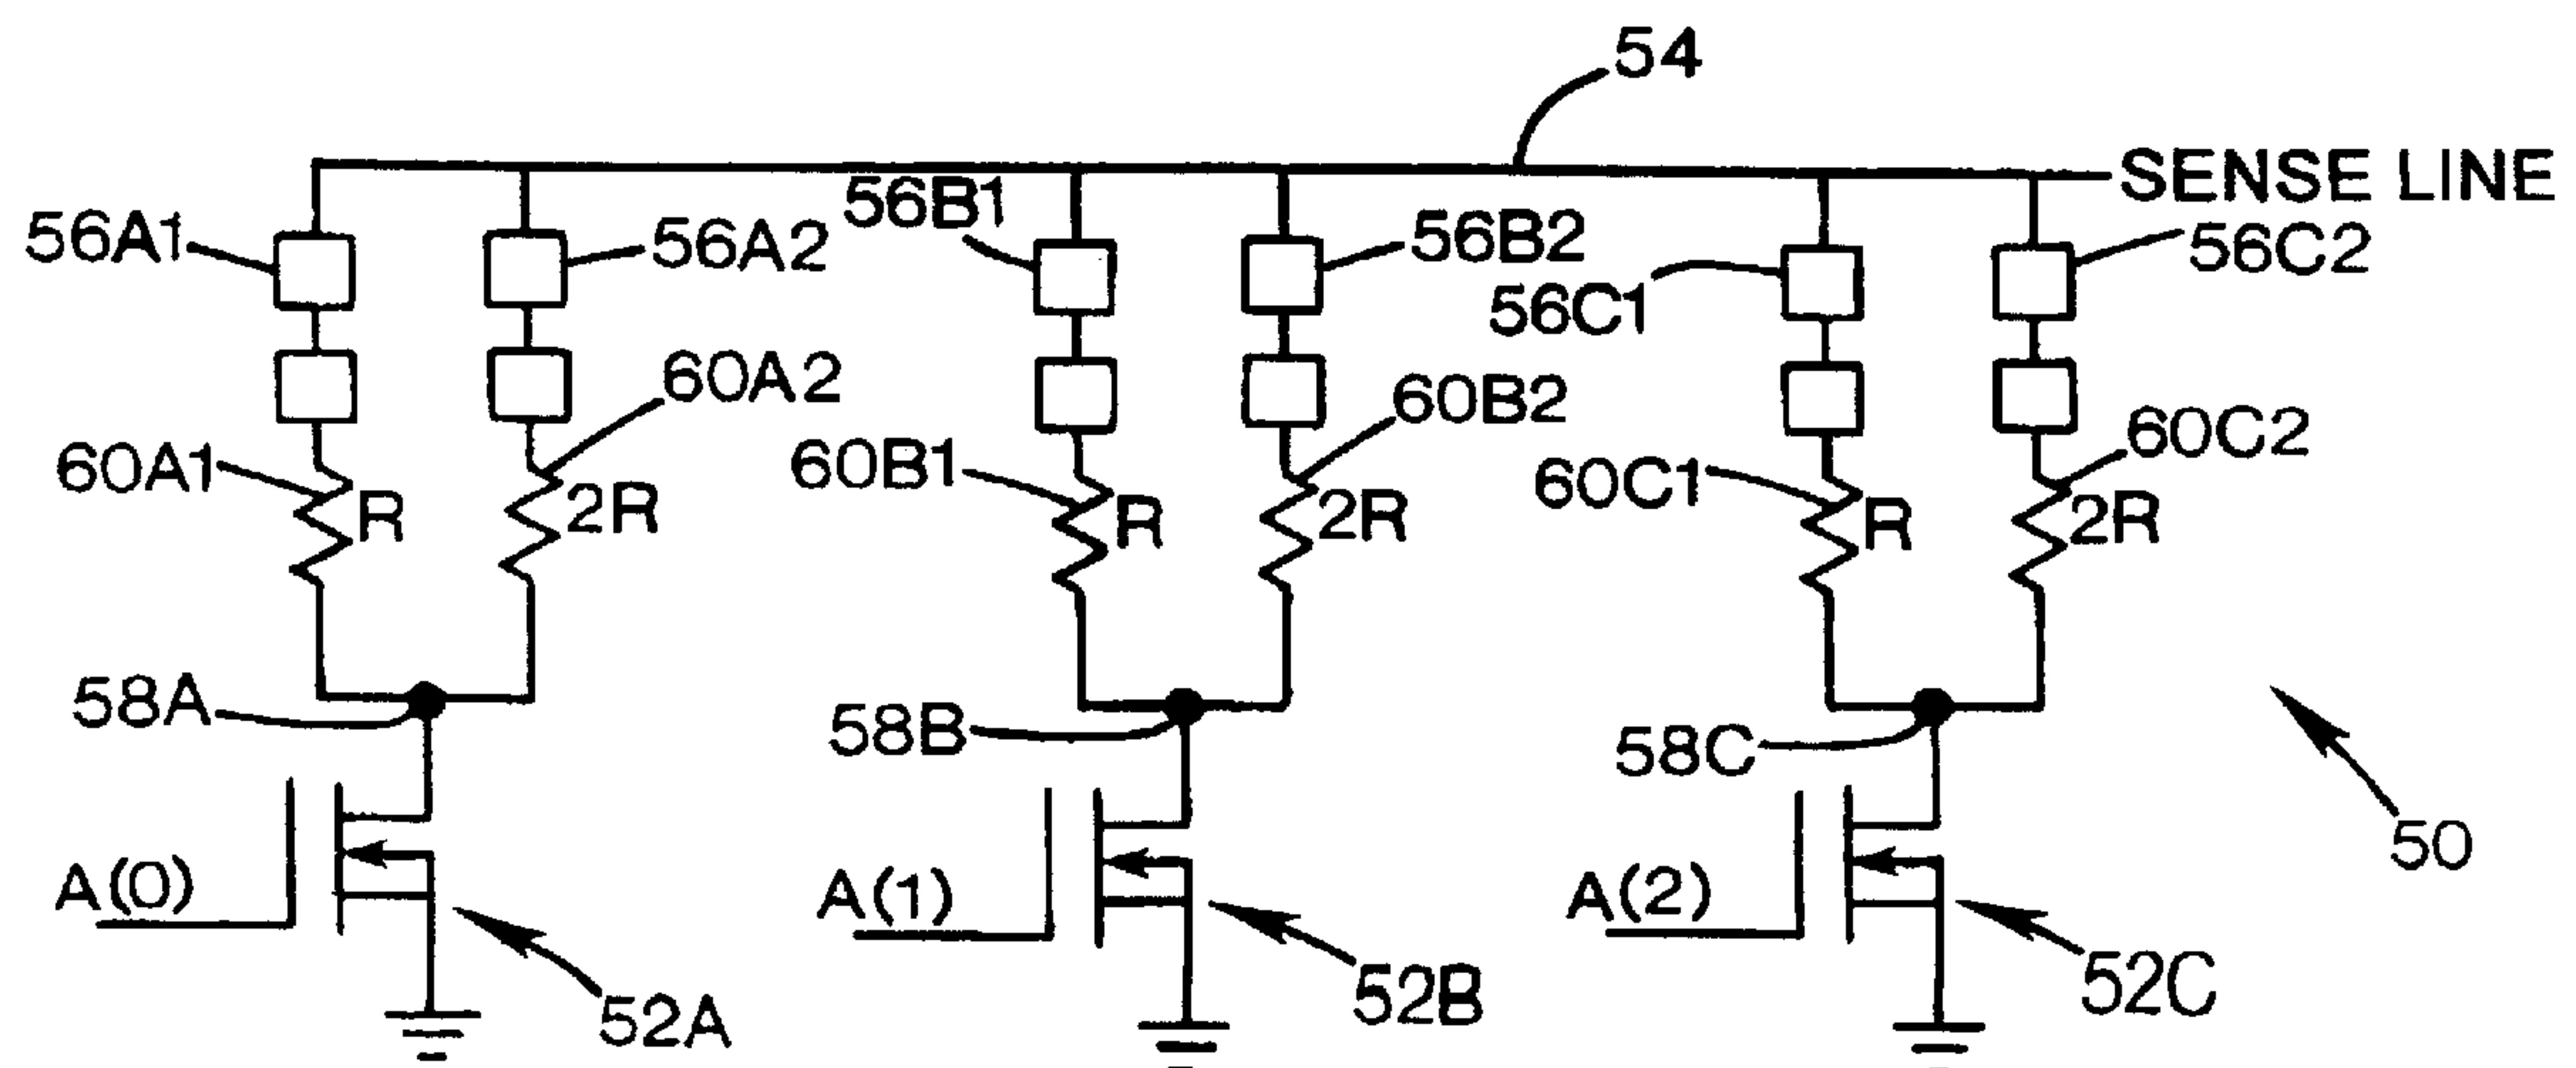 54
SENSE LINE
56A1
56A2
56B1
56B2
56C1
56C2
60A1
R
60A2
2R
60B1
R
60B2
2R
60C1
R
60C2
2R
58A
58B
58C
A(0)
52A
A(1)
52B
A(2)
52C
50